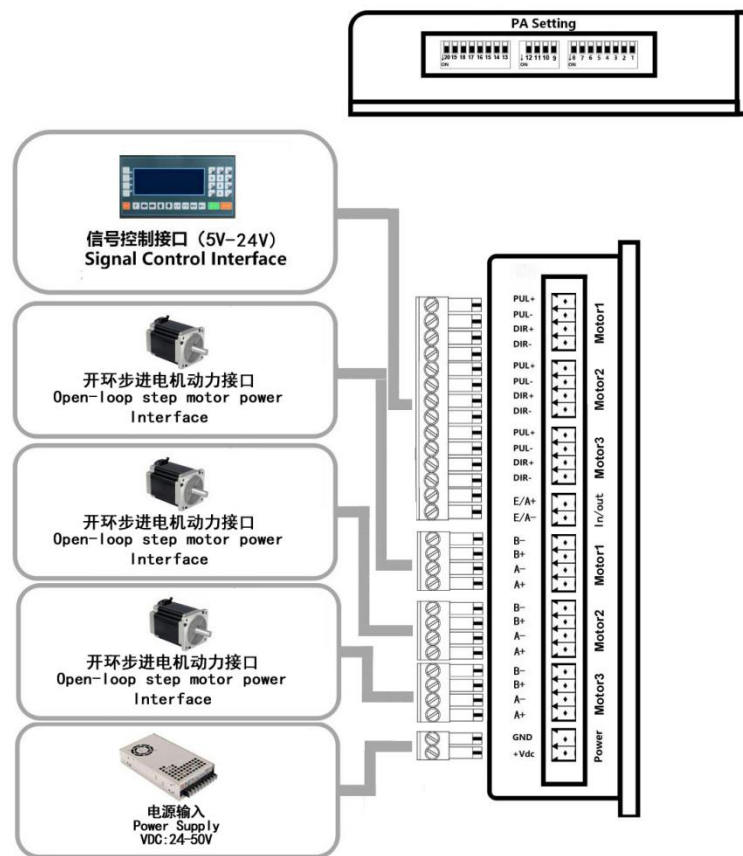 PA Setting
↓20 19 18 17 16 15 14 13
ON
↓ 12 11 10 9
ON
↓8 7 6 5 4 3 2 1
ON
信号控制接口（5V-24V）
Signal Control Interface
开环步进电机动力接口
Open-loop step motor power
Interface
开环步进电机动力接口
Open-loop step motor power
Interface
开环步进电机动力接口
Open-loop step motor power
Interface
电源输入
Power Supply
VDC:24-50V
PUL+
PUL-
DIR+
DIR-
Motor1
PUL+
PUL-
DIR+
DIR-
Motor2
PUL+
PUL-
DIR+
DIR-
Motor3
E/A+
E/A-
In/out
B-
B+
A-
A+
Motor1
B-
B+
A-
A+
Motor2
B-
B+
A-
A+
Motor3
GND
+Vdc
Power